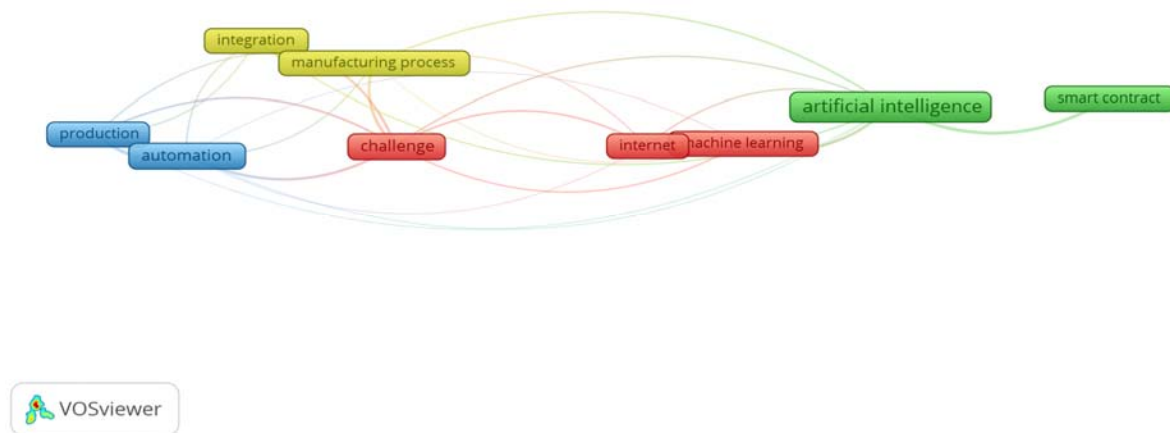 integration
manufacturing process
artificial intelligence
smart contract
production
automation
challenge
internet
machine learning
VOSviewer